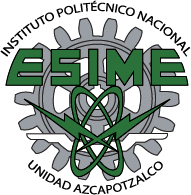 INSTITUTO POLITÉCNICO NACIONAL
ESIME
UNIDAD AZCAPOTZALCO